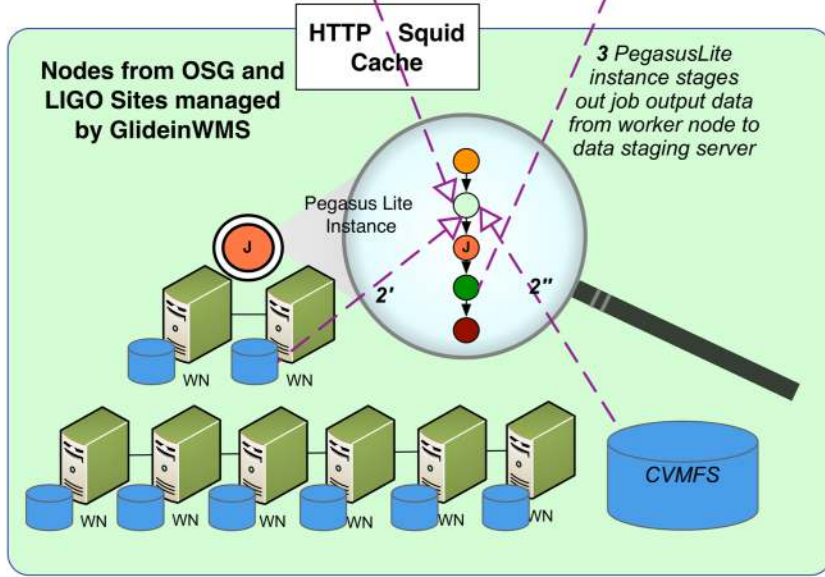 HTTP Squid
Cache
Nodes from OSG and
LIGO Sites managed
by GlideinWMS
3 PegasusLite
instance stages
out job output data
from worker node to
data staging server
Pegasus Lite
Instance
J
J
2'
2"
WN
WN
CVMFS
WN
WN
WN
WN
WN
WN